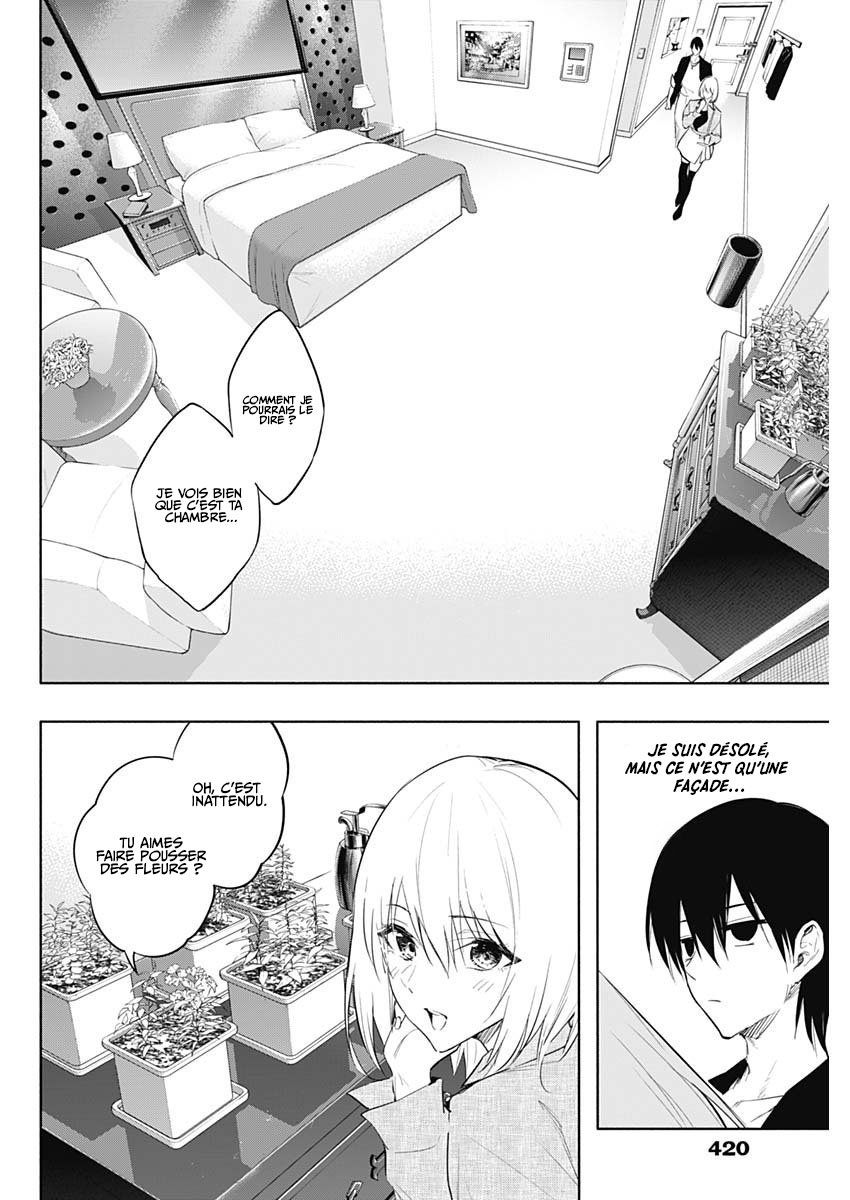 COMMENT JE
POURRAIS LE
DIRE ?
JE VOIS BIEN
QUE C'EST TA
CHAMBRE...
JE SUIS DÉSOLÉ,
MAIS CE N'EST QU'UNE
FAÇADE...
OH, C'EST
INATTENDU.
TU AIMES
FAIRE POUSSER
DES FLEURS ?
420